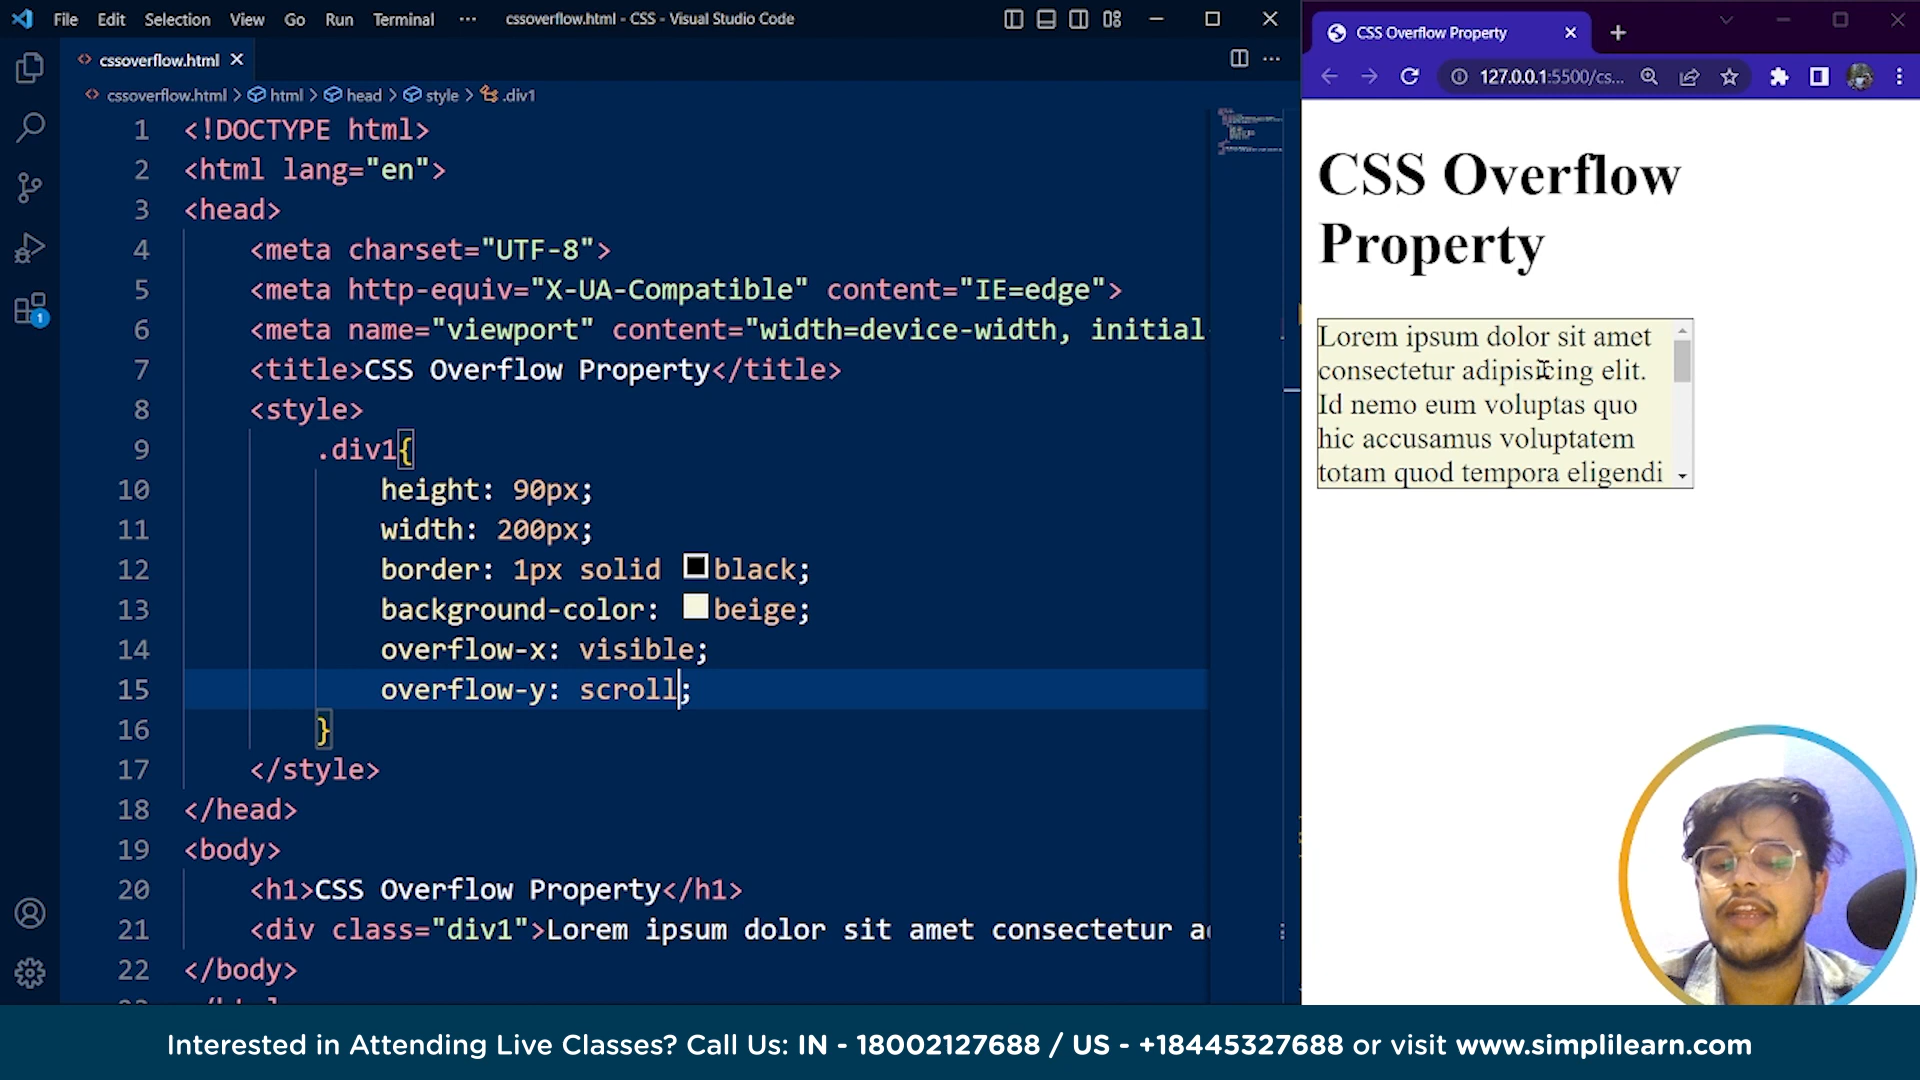 File Edit Selection View Go Run Terminal ··· cssoverflow.html - CSS - Visual Studio Code
cssoverflow.html
cssoverflow.html > html > head > style > .div1
1 <!DOCTYPE html>
2 <html lang="en">
3 <head>
4 <meta charset="UTF-8">
5 <meta http-equiv="X-UA-Compatible" content="IE=edge">
6 <meta name="viewport" content="width=device-width, initial-
7 <title>CSS Overflow Property</title>
8 <style>
9 .div1{
10 height: 90px;
11 width: 200px;
12 border: 1px solid black;
13 background-color: beige;
14 overflow-x: visible;
15 overflow-y: scroll;
16 }
17 </style>
18 </head>
19 <body>
20 <h1>CSS Overflow Property</h1>
21 <div class="div1">Lorem ipsum dolor sit amet consectetur a
22 </body>
1
CSS Overflow Property
127.0.0.1:5500/cs...
CSS Overflow
Property
Lorem ipsum dolor sit amet
consectetur adipisicing elit.
Id nemo eum voluptas quo
hic accusamus voluptatem
totam quod tempora eligendi
Interested in Attending Live Classes? Call Us: IN - 18002127688 / US - +18445327688 or visit www.simplilearn.com